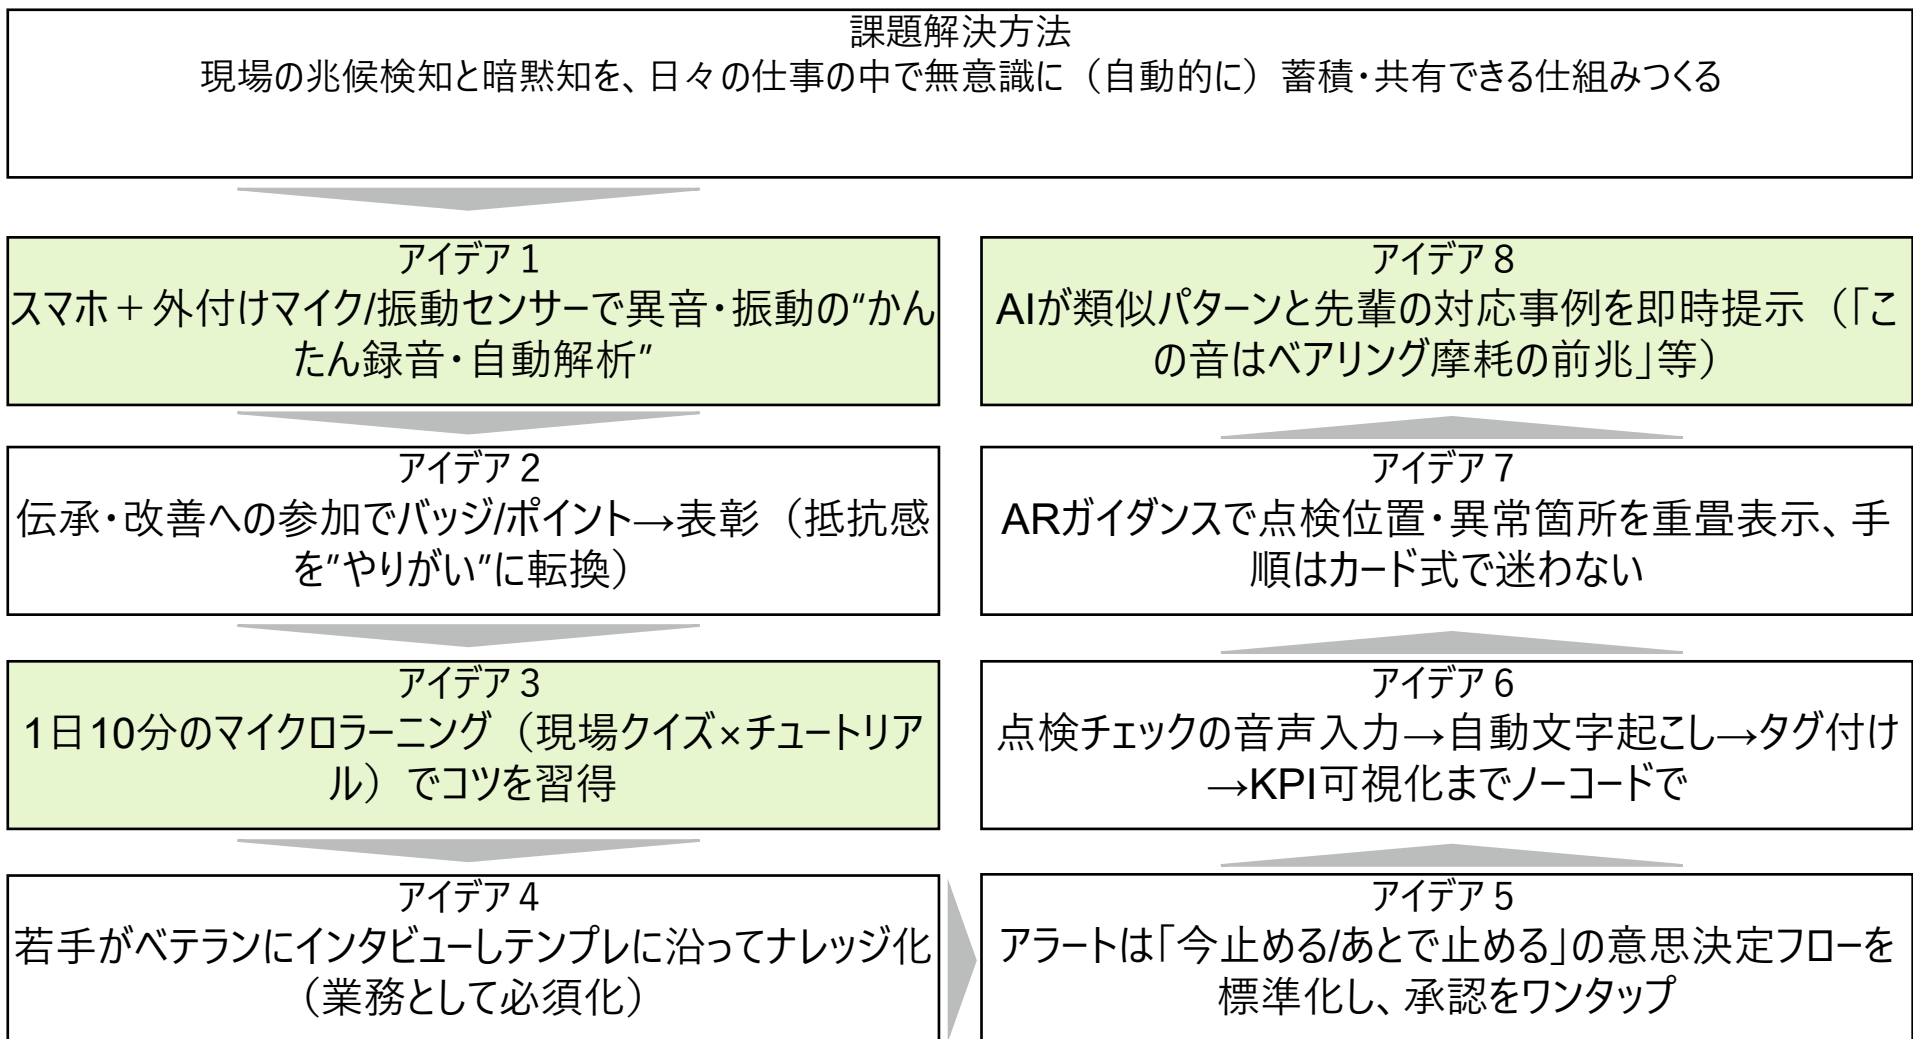 課題解決方法
現場の兆候検知と暗黙知を、日々の仕事の中で無意識に（自動的に）蓄積・共有できる仕組みつくる
アイデア１
スマホ＋外付けマイク/振動センサーで異音・振動の“かん
たん録音・自動解析”
アイデア２
伝承・改善への参加でバッジ/ポイント→表彰（抵抗感
を”やりがい”に転換）
アイデア３
1日10分のマイクロラーニング（現場クイズ×チュートリア
ル）でコツを習得
アイデア４
若手がベテランにインタビューしテンプレに沿ってナレッジ化
（業務として必須化）
アイデア５
アラートは「今止める/あとで止める」の意思決定フローを
標準化し、承認をワンタップ
アイデア６
点検チェックの音声入力→自動文字起こし→タグ付け
→KPI可視化までノーコードで
アイデア７
ARガイダンスで点検位置・異常箇所を重畳表示、手
順はカード式で迷わない
アイデア８
AIが類似パターンと先輩の対応事例を即時提示（「こ
の音はベアリング摩耗の前兆」等）